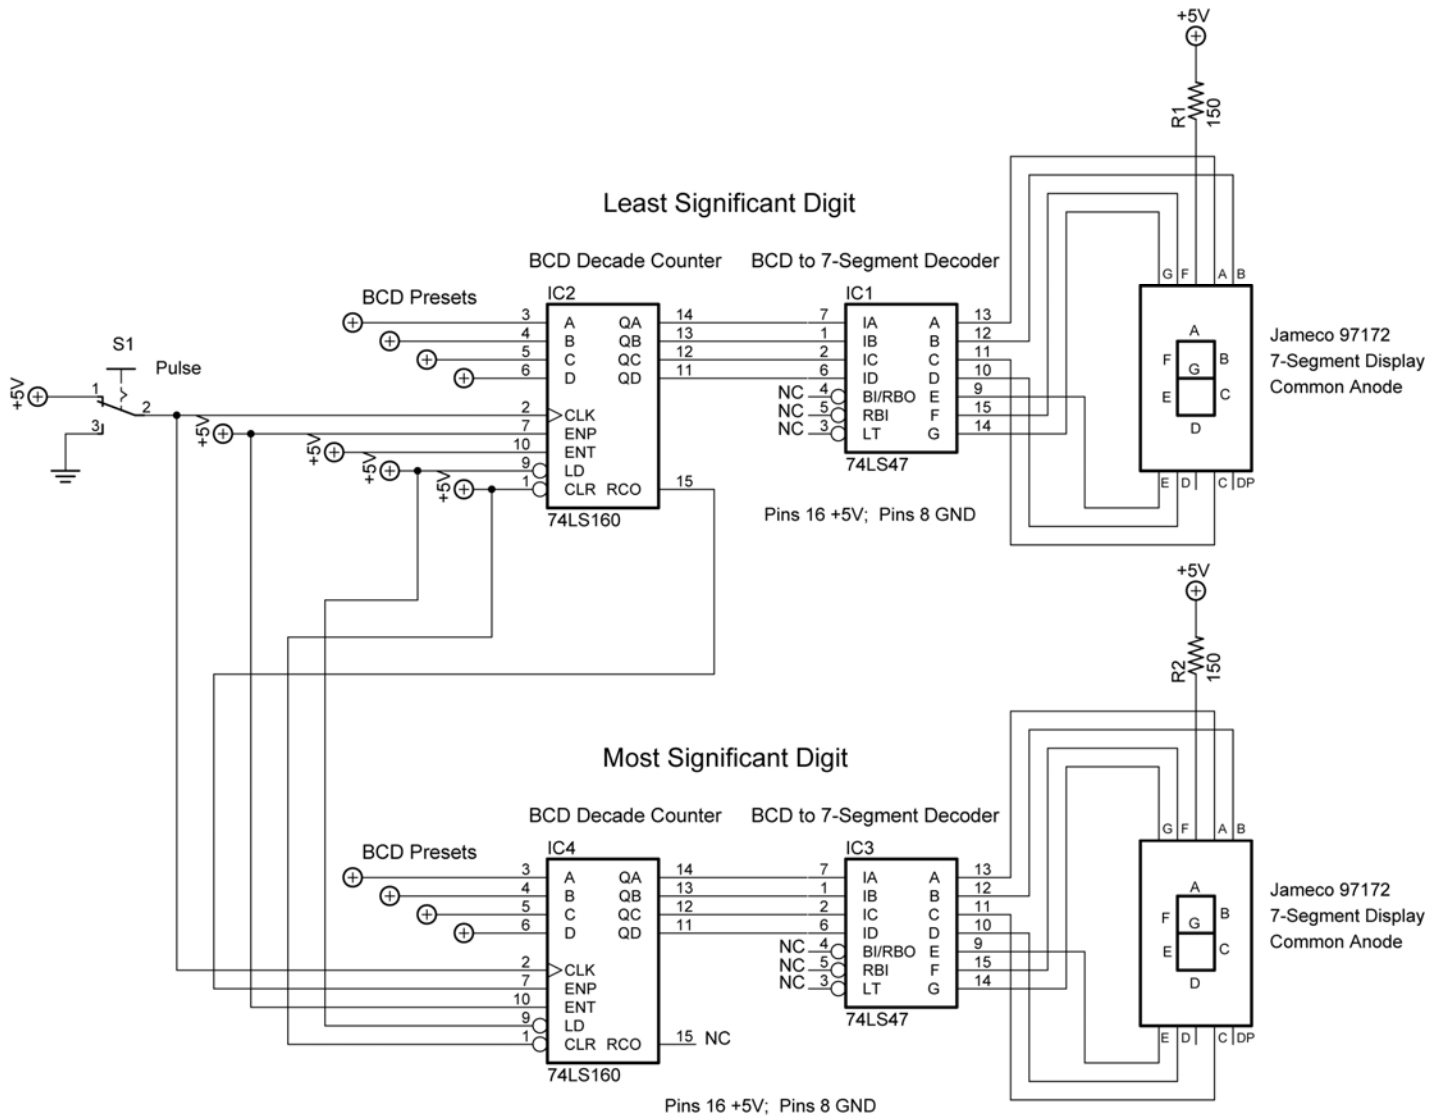 +5V
R1
150
Least Significant Digit
BCD Decade Counter
BCD to 7-Segment Decoder
G F A B
BCD Presets
IC2
IC1
3 A QA 14
4 B QB 13
5 C QC 12
6 D QD 11
2 CLK
7 ENP
10 ENT
9 LD
1 CLR RCO 15
74LS160
7 IA A 13
1 IB B 12
2 IC C 11
6 ID D 10
NC 4 BI/RBO E 9
NC 5 RBI F 15
NC 3 LT G 14
74LS47
A
F B
G
E C
D
Jameco 97172
7-Segment Display
Common Anode
E D C DP
S1
Pulse
+5V
1
2
3
+5V
+5V
+5V
+5V
Pins 16 +5V; Pins 8 GND
+5V
R2
150
Most Significant Digit
BCD Decade Counter
BCD to 7-Segment Decoder
G F A B
BCD Presets
IC4
IC3
3 A QA 14
4 B QB 13
5 C QC 12
6 D QD 11
2 CLK
7 ENP
10 ENT
9 LD
1 CLR RCO 15 NC
74LS160
7 IA A 13
1 IB B 12
2 IC C 11
6 ID D 10
NC 4 BI/RBO E 9
NC 5 RBI F 15
NC 3 LT G 14
74LS47
A
F B
G
E C
D
Jameco 97172
7-Segment Display
Common Anode
E D C DP
Pins 16 +5V; Pins 8 GND